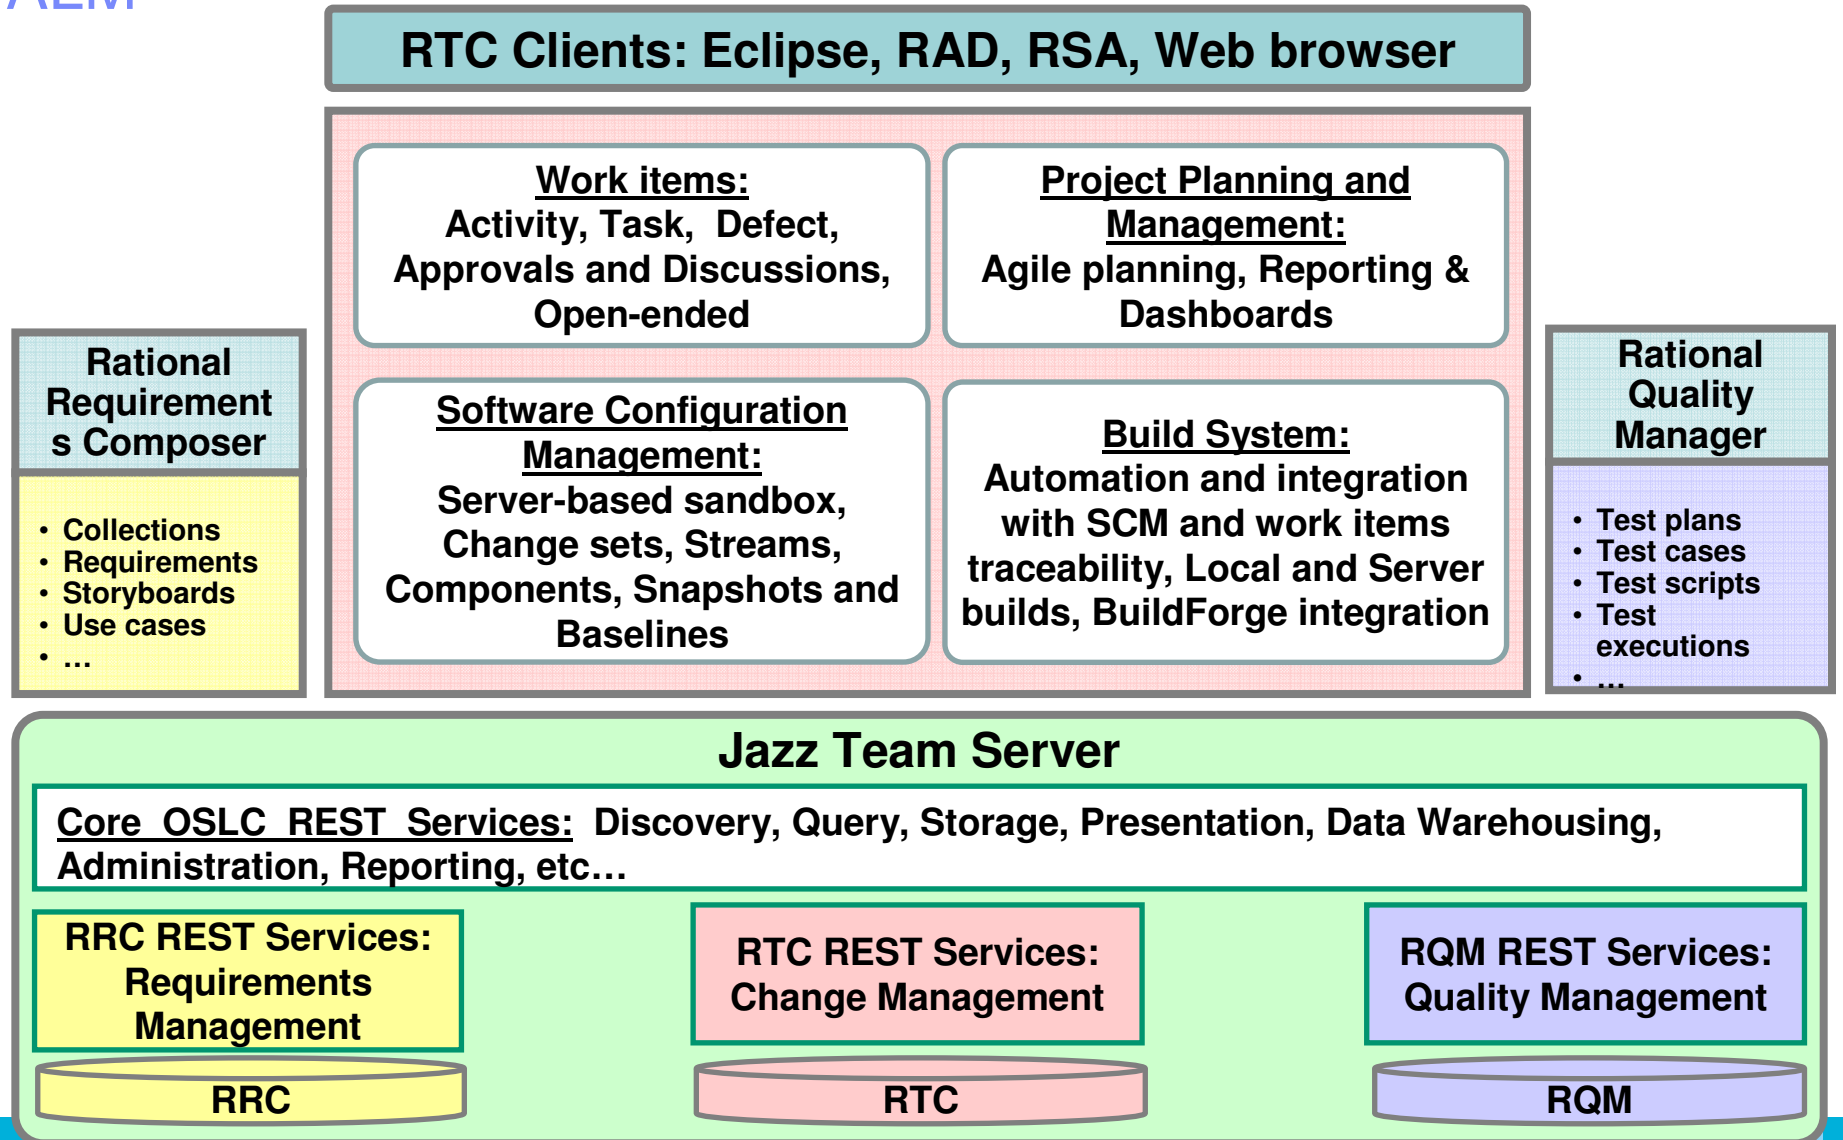 ALM
RTC Clients: Eclipse, RAD, RSA, Web browser
Work items:
Activity, Task, Defect,
Approvals and Discussions,
Open-ended
Project Planning and
Management:
Agile planning, Reporting &
Dashboards
Rational
Requirement
s Composer
• Collections
• Requirements
• Storyboards
• Use cases
• …
Software Configuration
Management:
Server-based sandbox,
Change sets, Streams,
Components, Snapshots and
Baselines
Build System:
Automation and integration
with SCM and work items
traceability, Local and Server
builds, BuildForge integration
Rational
Quality
Manager
• Test plans
• Test cases
• Test scripts
• Test
executions
• …
Jazz Team Server
Core OSLC REST Services: Discovery, Query, Storage, Presentation, Data Warehousing,
Administration, Reporting, etc…
RRC REST Services:
Requirements
Management
RTC REST Services:
Change Management
RQM REST Services:
Quality Management
RRC
RTC
RQM